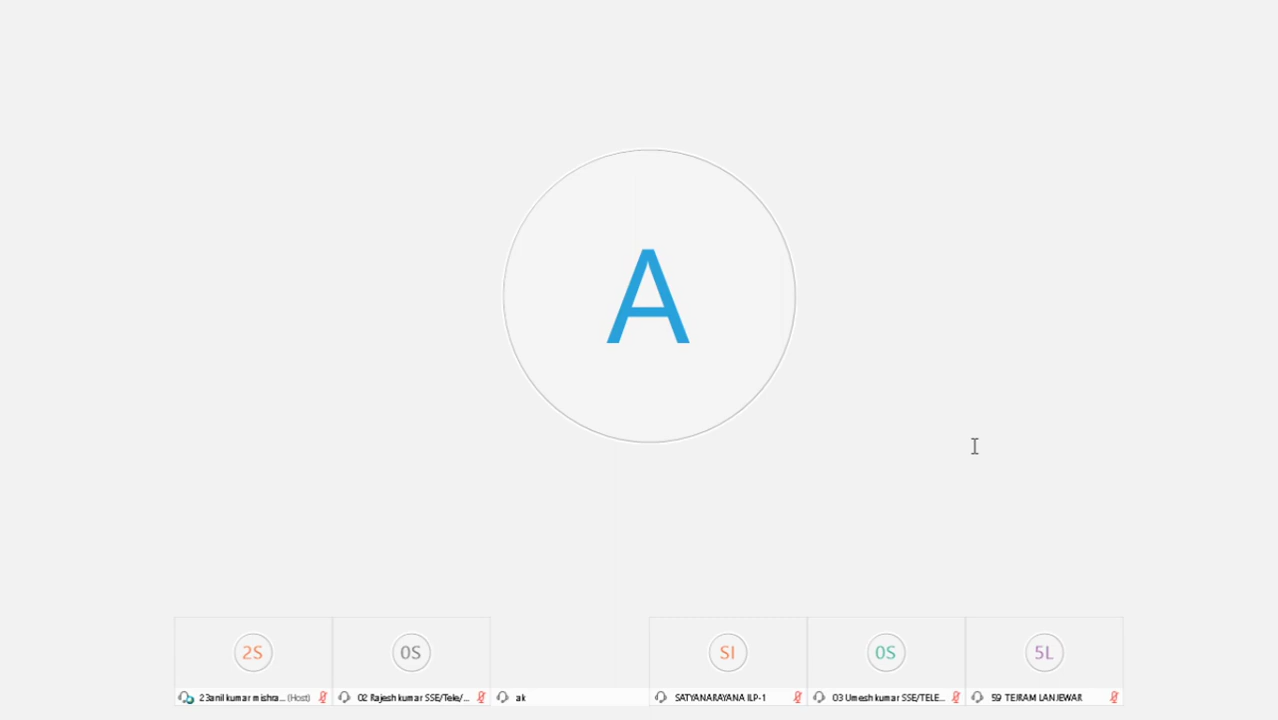 A
2S
0S
SI
0S
5L
23anil kumar mishra... (Host)
02 Rajesh kumar SSE/Tele/...
ak
SATYANARAYANA ILP-1
03 Umesh kumar SSE/TELE...
59 TEJRAM LANJEWAR